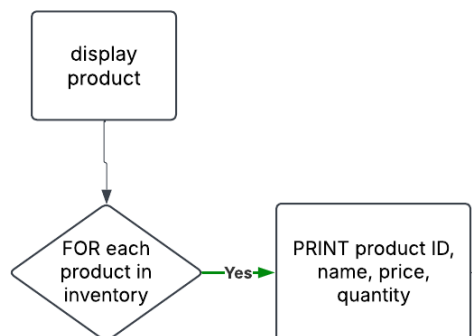 display
product
FOR each
product in
inventory
Yes
PRINT product ID,
name, price,
quantity